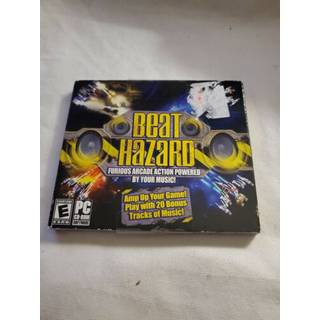 Beat
Hazard
FURIOUS ARCADE ACTION POWERED
BY YOUR MUSIC!
Amp Up Your Game!
Play with 20 Bonus
Tracks of Music!
E
PC
CD-ROM